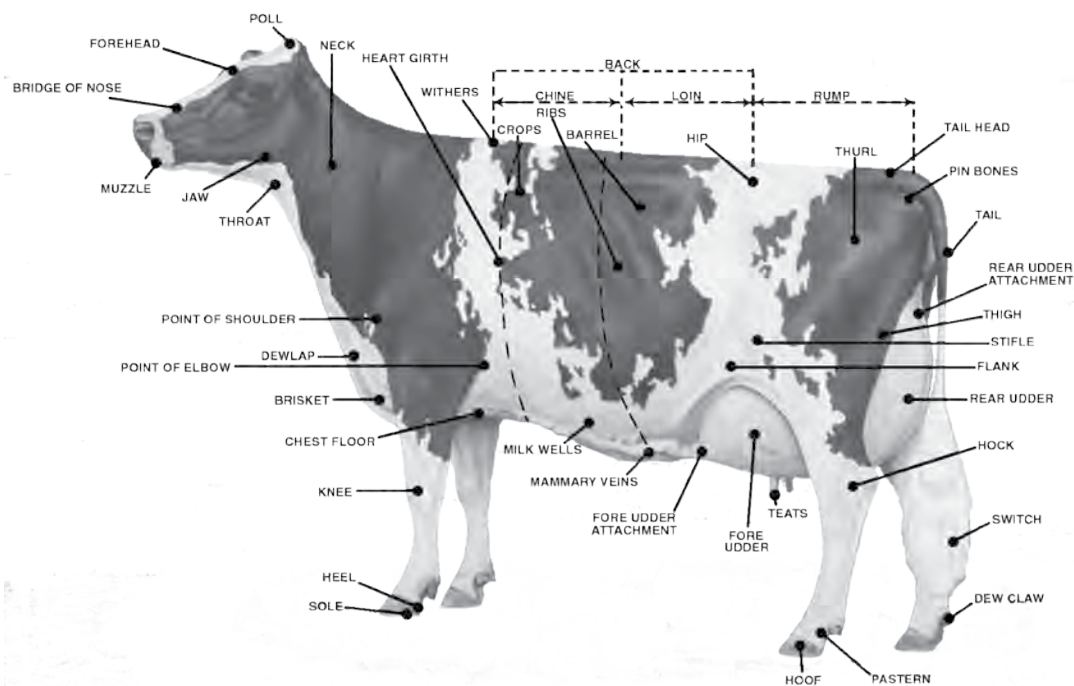 POLL
FOREHEAD
NECK
HEART GIRTH
BACK
BRIDGE OF NOSE
WITHERS
CHINE
LOIN
RUMP
RIBS
CROPS
BARREL
HIP
TAIL HEAD
THURL
MUZZLE
JAW
THROAT
PIN BONES
TAIL
REAR UDDER
ATTACHMENT
POINT OF SHOULDER
THIGH
STIFLE
DEWLAP
POINT OF ELBOW
FLANK
BRISKET
REAR UDDER
CHEST FLOOR
MILK WELLS
HOCK
MAMMARY VEINS
KNEE
TEATS
FORE UDDER
ATTACHMENT
FORE
UDDER
SWITCH
HEEL
SOLE
DEW CLAW
HOOF
PASTERN